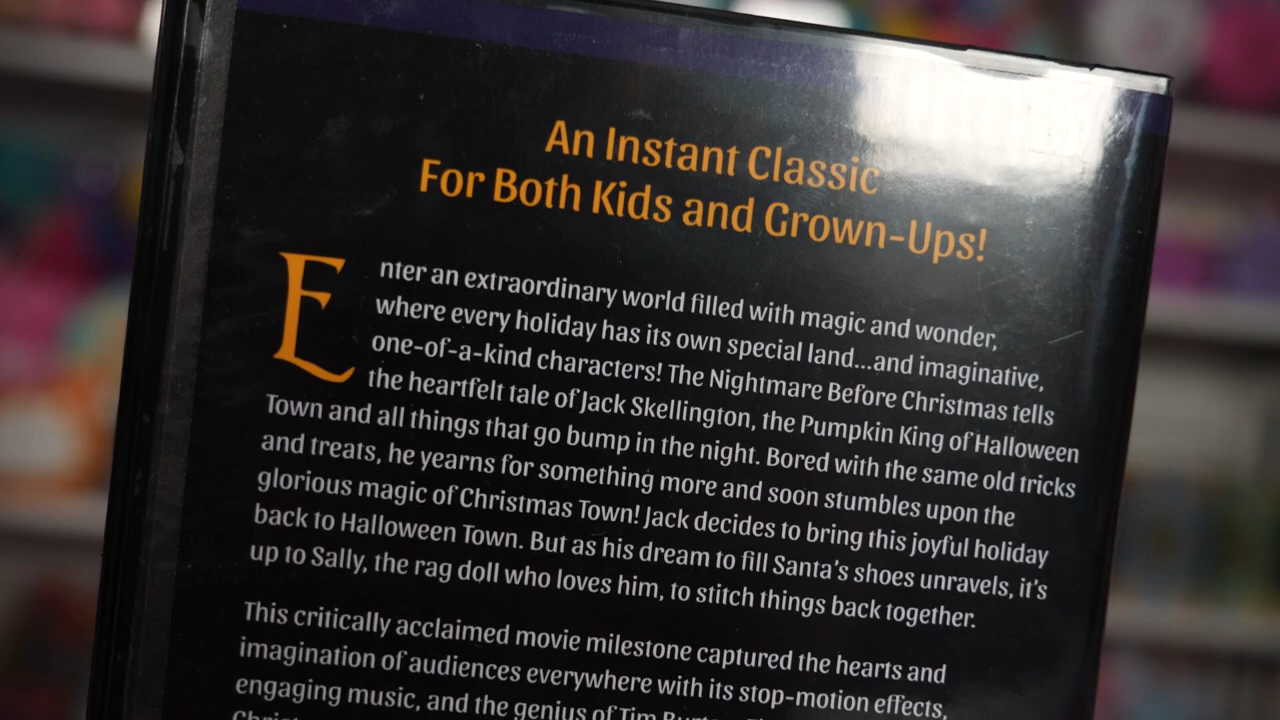 An Instant Classic
For Both Kids and Grown-Ups!
Enter an extraordinary world filled with magic and wonder,
where every holiday has its own special land...and imaginative,
one-of-a-kind characters! The Nightmare Before Christmas tells
the heartfelt tale of Jack Skellington, the Pumpkin King of Halloween
Town and all things that go bump in the night. Bored with the same old tricks
and treats, he yearns for something more and soon stumbles upon the
glorious magic of Christmas Town! Jack decides to bring this joyful holiday
back to Halloween Town. But as his dream to fill Santa's shoes unravels, it's
up to Sally, the rag doll who loves him, to stitch things back together.
This critically acclaimed movie milestone captured the hearts and
imagination of audiences everywhere with its stop-motion effects,
engaging music, and the genius of Tim